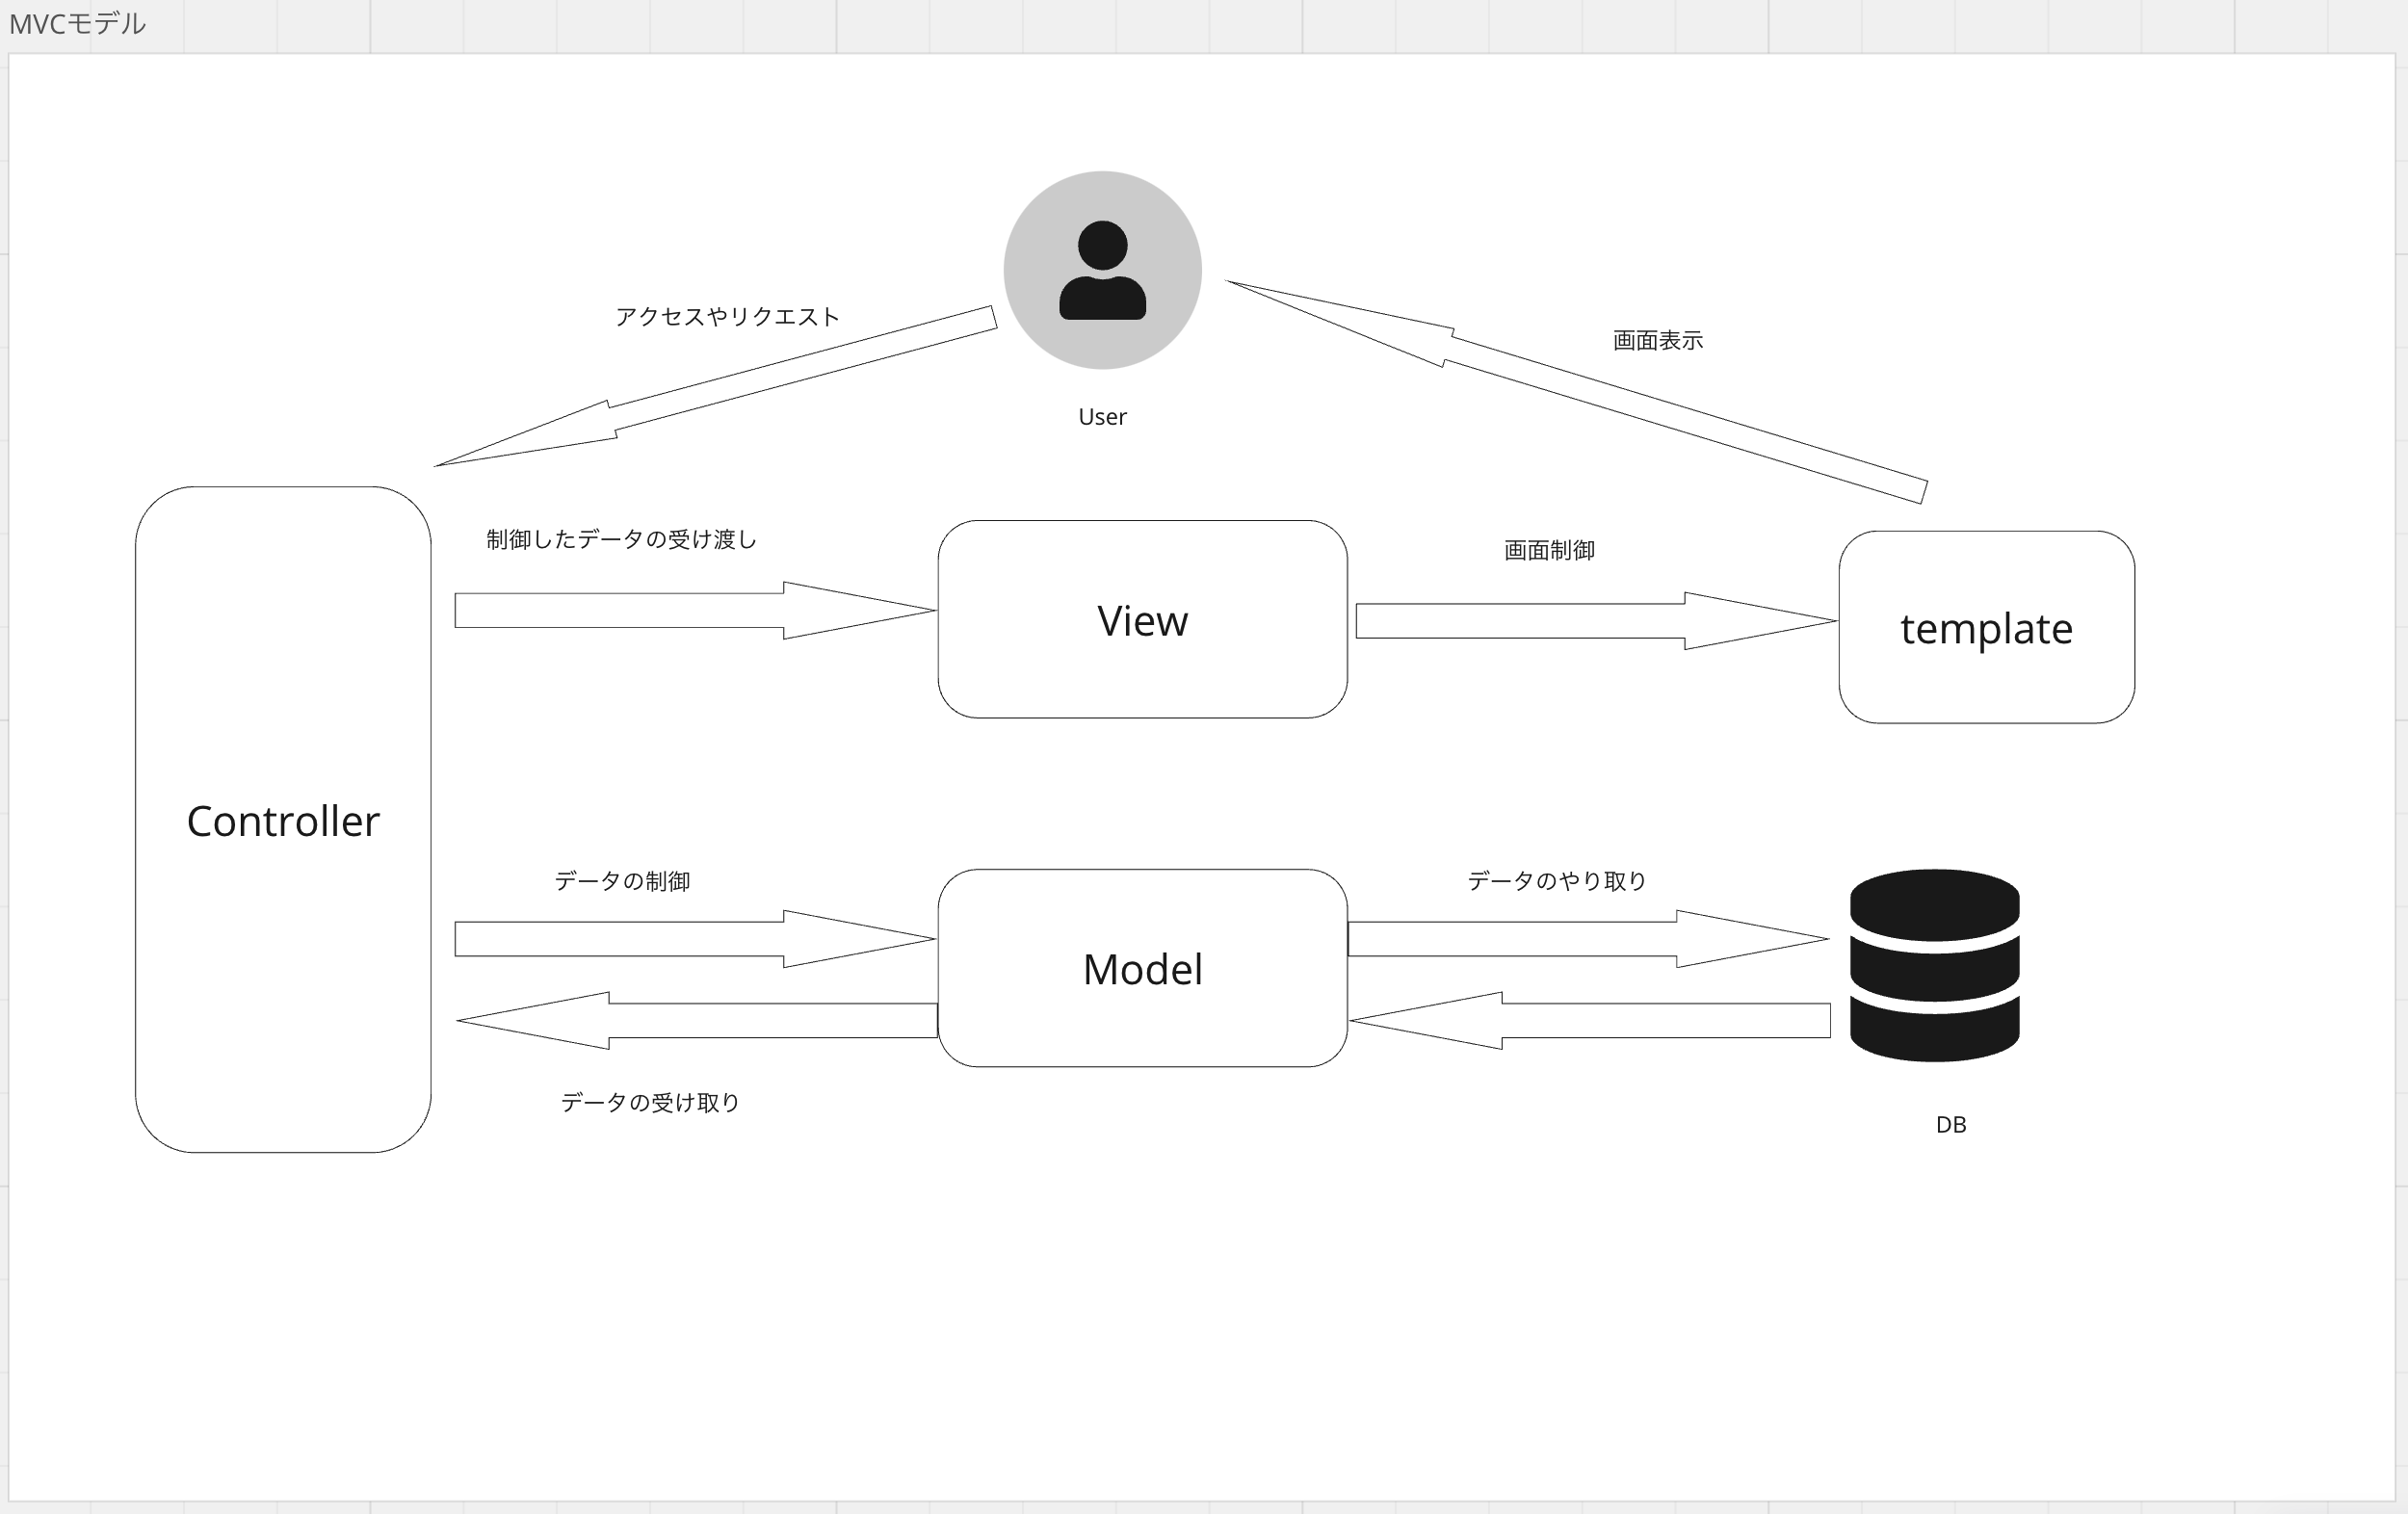 MVCモデル
アクセスやリクエスト
画面表示
User
制御したデータの受け渡し
画面制御
View
template
Controller
データの制御
データのやり取り
Model
データの受け取り
DB